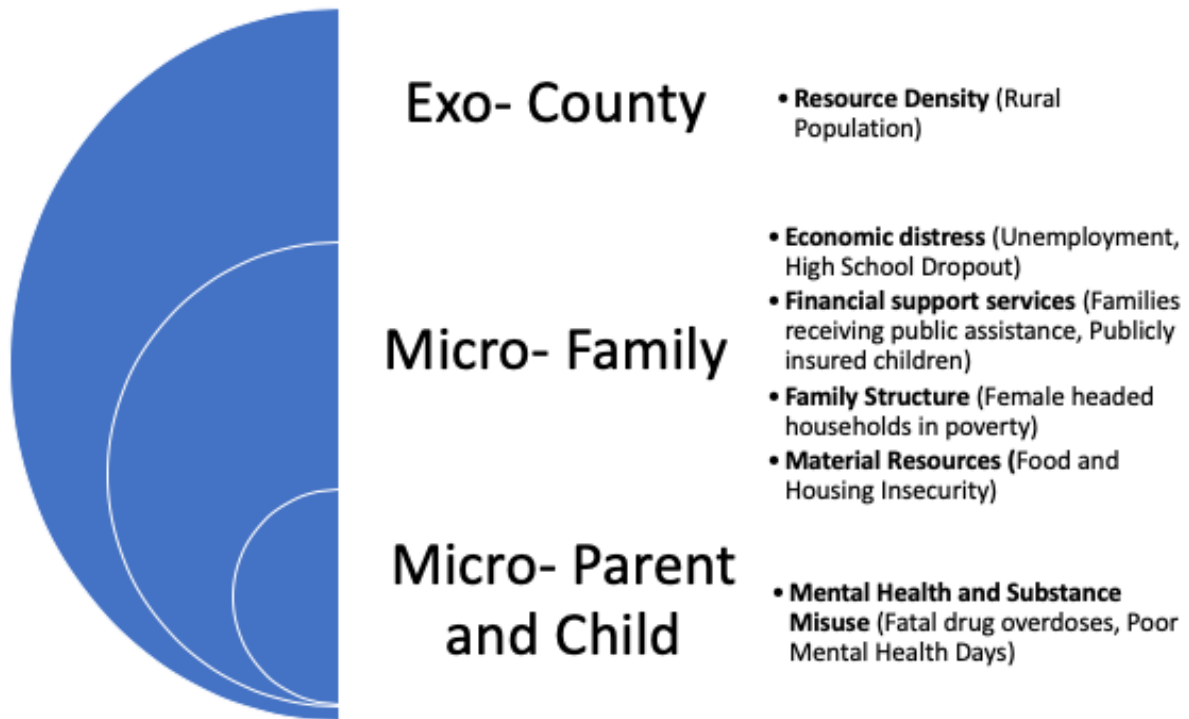 Exo- County
• Resource Density (Rural
Population)
Micro- Family
• Economic distress (Unemployment,
High School Dropout)
• Financial support services (Families
receiving public assistance, Publicly
insured children)
• Family Structure (Female headed
households in poverty)
• Material Resources (Food and
Housing Insecurity)
Micro- Parent
and Child
• Mental Health and Substance
Misuse (Fatal drug overdoses, Poor
Mental Health Days)